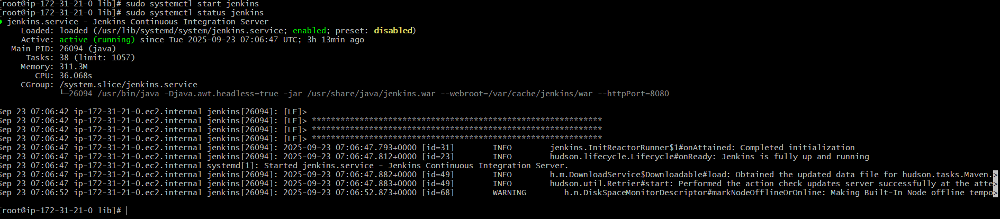 [root@ip-172-31-21-0 lib]# sudo systemctl start jenkins
[root@ip-172-31-21-0 lib]# sudo systemctl status jenkins
● jenkins.service - Jenkins Continuous Integration Server
Loaded: loaded (/usr/lib/systemd/system/jenkins.service; enabled; preset: disabled)
Active: active (running) since Tue 2025-09-23 07:06:47 UTC; 3h 13min ago
Main PID: 26094 (java)
Tasks: 38 (limit: 1057)
Memory: 311.3M
CPU: 36.068s
CGroup: /system.slice/jenkins.service
└─26094 /usr/bin/java -Djava.awt.headless=true -jar /usr/share/java/jenkins.war --webroot=/var/cache/jenkins/war --httpPort=8080
Sep 23 07:06:42 ip-172-31-21-0.ec2.internal jenkins[26094]: [LF]>
Sep 23 07:06:42 ip-172-31-21-0.ec2.internal jenkins[26094]: [LF]> *************************************************************
Sep 23 07:06:42 ip-172-31-21-0.ec2.internal jenkins[26094]: [LF]> *************************************************************
Sep 23 07:06:42 ip-172-31-21-0.ec2.internal jenkins[26094]: [LF]> *************************************************************
Sep 23 07:06:47 ip-172-31-21-0.ec2.internal jenkins[26094]: 2025-09-23 07:06:47.793+0000 [id=31] INFO jenkins.InitReactorRunner$1#onAttained: Completed initialization
Sep 23 07:06:47 ip-172-31-21-0.ec2.internal jenkins[26094]: 2025-09-23 07:06:47.812+0000 [id=23] INFO hudson.lifecycle.Lifecycle#onReady: Jenkins is fully up and running
Sep 23 07:06:47 ip-172-31-21-0.ec2.internal systemd[1]: Started jenkins.service - Jenkins Continuous Integration Server.
Sep 23 07:06:47 ip-172-31-21-0.ec2.internal jenkins[26094]: 2025-09-23 07:06:47.882+0000 [id=49] INFO h.m.DownloadService$Downloadable#load: Obtained the updated data file for hudson.tasks.Maven.>
Sep 23 07:06:47 ip-172-31-21-0.ec2.internal jenkins[26094]: 2025-09-23 07:06:47.883+0000 [id=49] INFO hudson.util.Retrier#start: Performed the action check updates server successfully at the atte>
Sep 23 07:06:52 ip-172-31-21-0.ec2.internal jenkins[26094]: 2025-09-23 07:06:52.873+0000 [id=68] WARNING h.n.DiskSpaceMonitorDescriptor#markNodeOfflineOrOnline: Making Built-In Node offline tempo>
[root@ip-172-31-21-0 lib]#